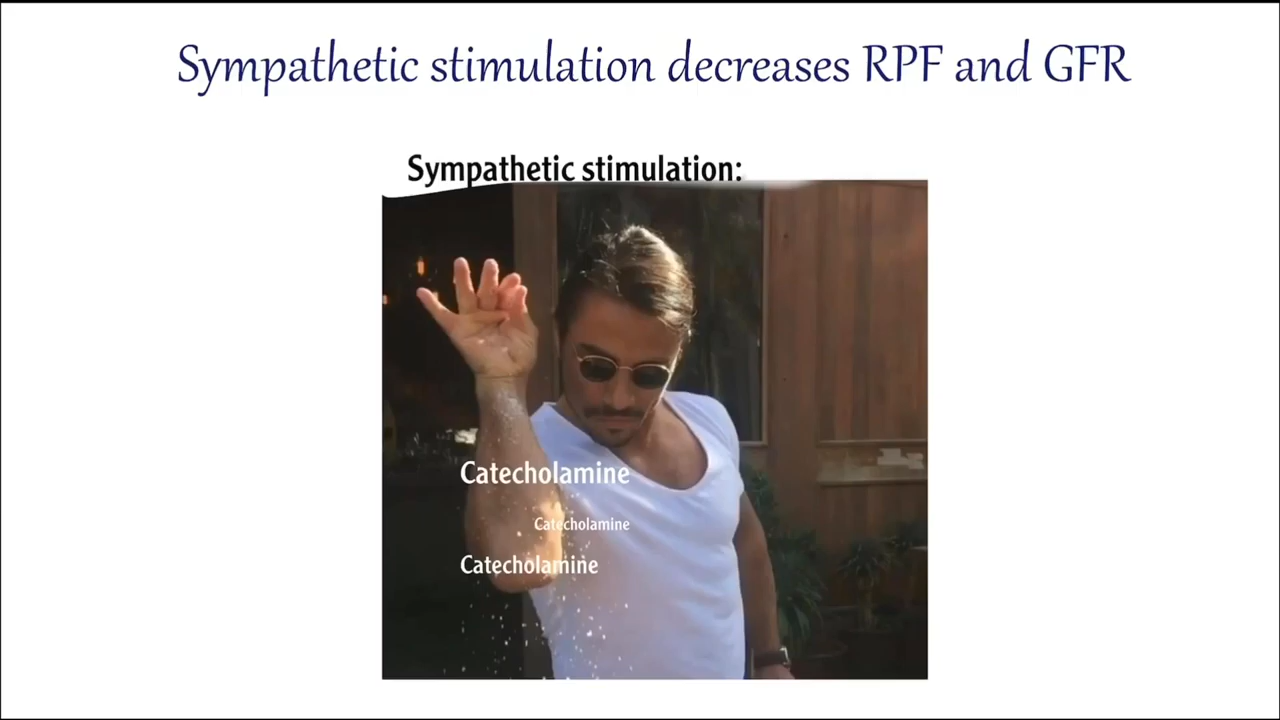 Sympathetic stimulation decreases RPF and GFR
Sympathetic stimulation:
Catecholamine
Catecholamine
Catecholamine